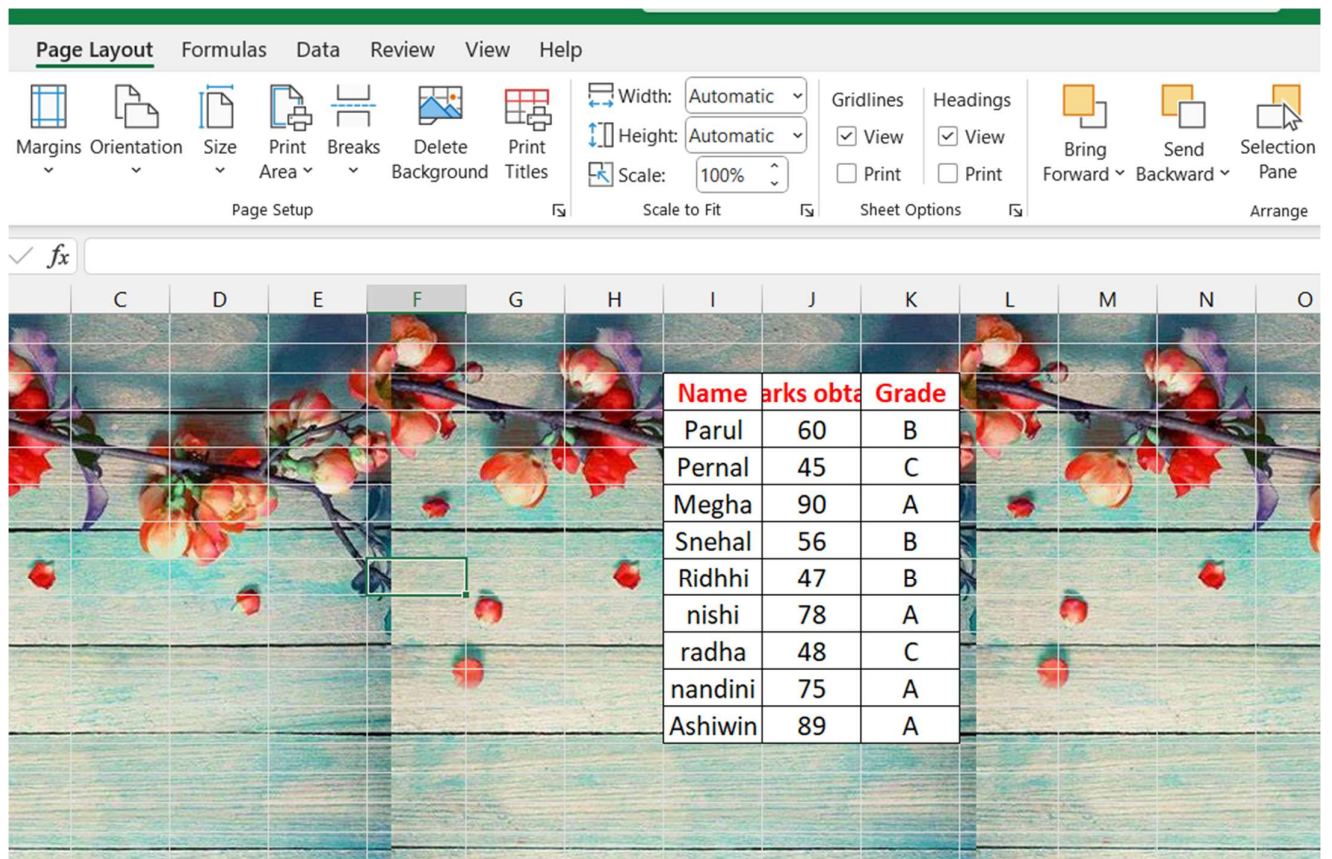 Page Layout Formulas Data Review View Help
Margins Orientation Size Print Area Breaks Delete Background Print Titles
Width: Automatic
Height: Automatic
Scale: 100%
Gridlines Headings
View View
Print Print
Bring Forward Send Backward Selection Pane
Page Setup Scale to Fit Sheet Options Arrange
fx
C D E F G H I J K L M N O
Name arks obta Grade
Parul 60 B
Pernal 45 C
Megha 90 A
Snehal 56 B
Ridhhi 47 B
nishi 78 A
radha 48 C
nandini 75 A
Ashiwin 89 A